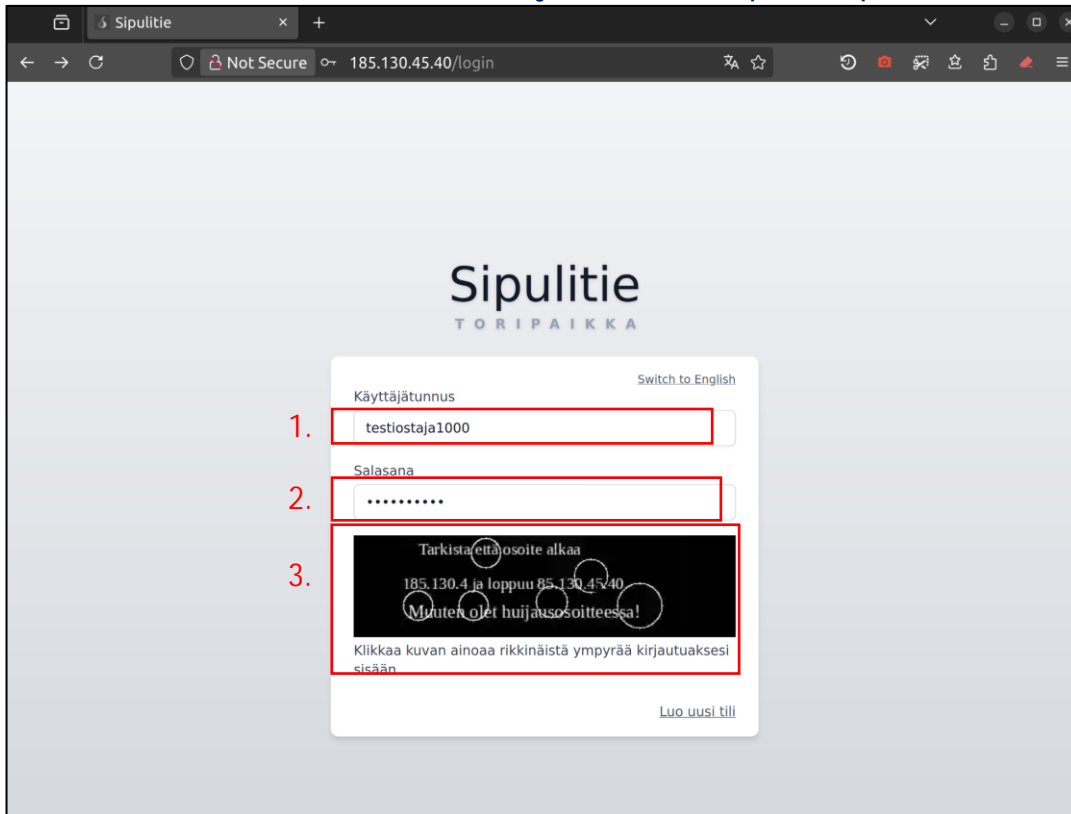 Sipulitie
Not Secure 185.130.45.40/login
Sipulitie
TORIPAIKKA
Switch to English
Käyttäjätunnus
1. testiostaja1000
Salasana
2. ••••••••••
3.
Tarkista että osoite alkaa
185.130.4 ja loppuu 85.130.45.40
Muuten olet huijausosoitteessa!
Klikkaa kuvan ainoaa rikkinäistä ympyrää kirjautuaksesi
sisään
Luo uusi tili